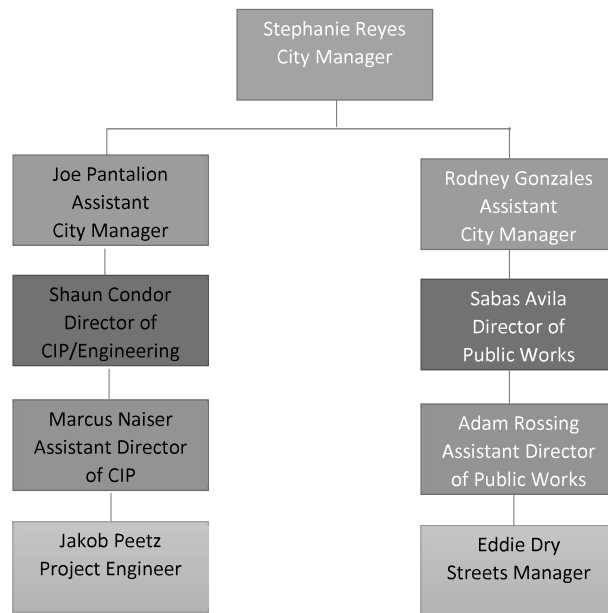 Stephanie Reyes
City Manager
Joe Pantalion
Assistant
City Manager
Rodney Gonzales
Assistant
City Manager
Shaun Condor
Director of
CIP/Engineering
Sabas Avila
Director of
Public Works
Marcus Naiser
Assistant Director
of CIP
Adam Rossing
Assistant Director
of Public Works
Jakob Peetz
Project Engineer
Eddie Dry
Streets Manager